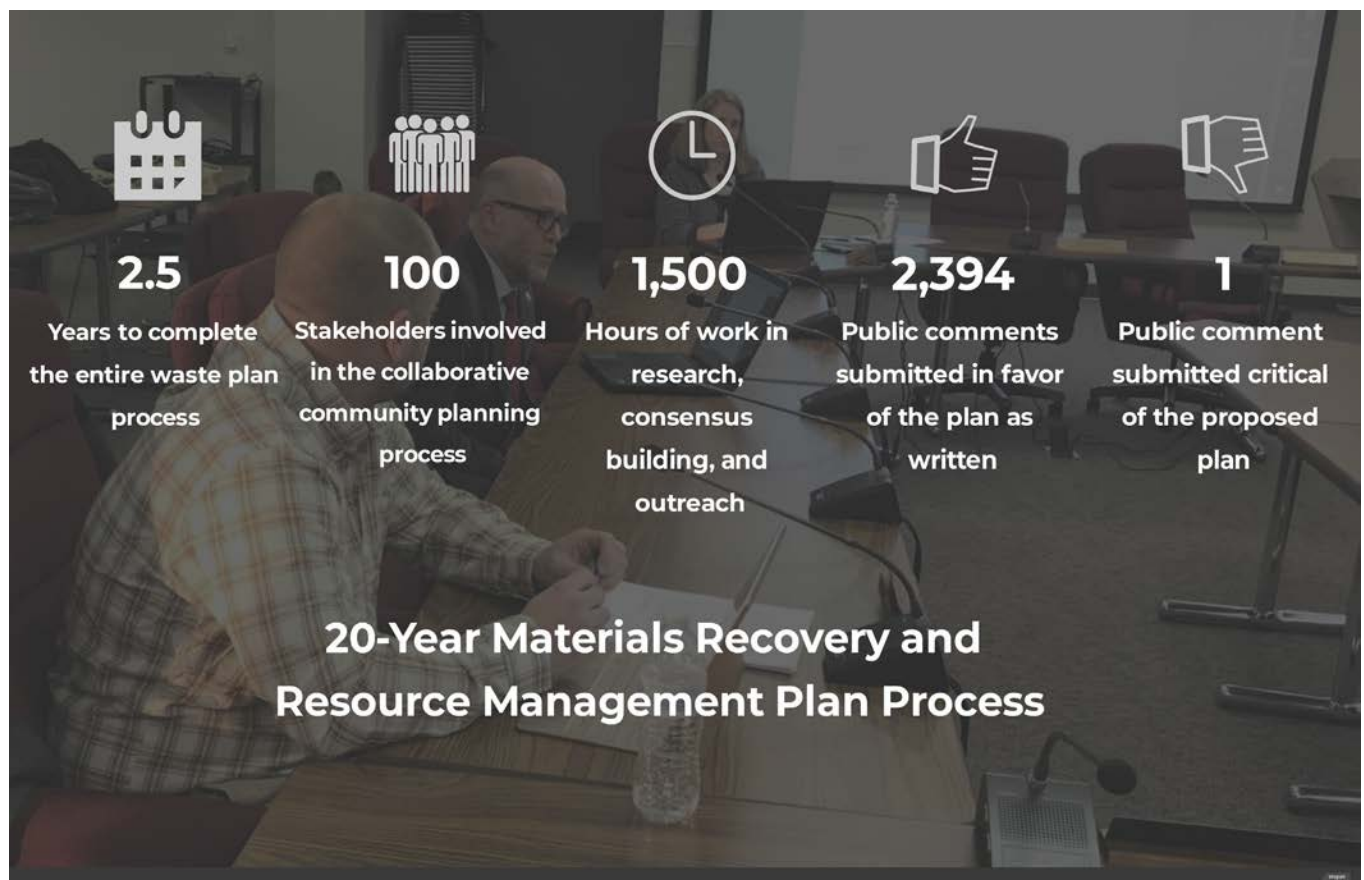 2.5
Years to complete
the entire waste plan
process
100
Stakeholders involved
in the collaborative
community planning
process
1,500
Hours of work in
research,
consensus
building, and
outreach
2,394
Public comments
submitted in favor
of the plan as
written
1
Public comment
submitted critical
of the proposed
plan
20-Year Materials Recovery and
Resource Management Plan Process